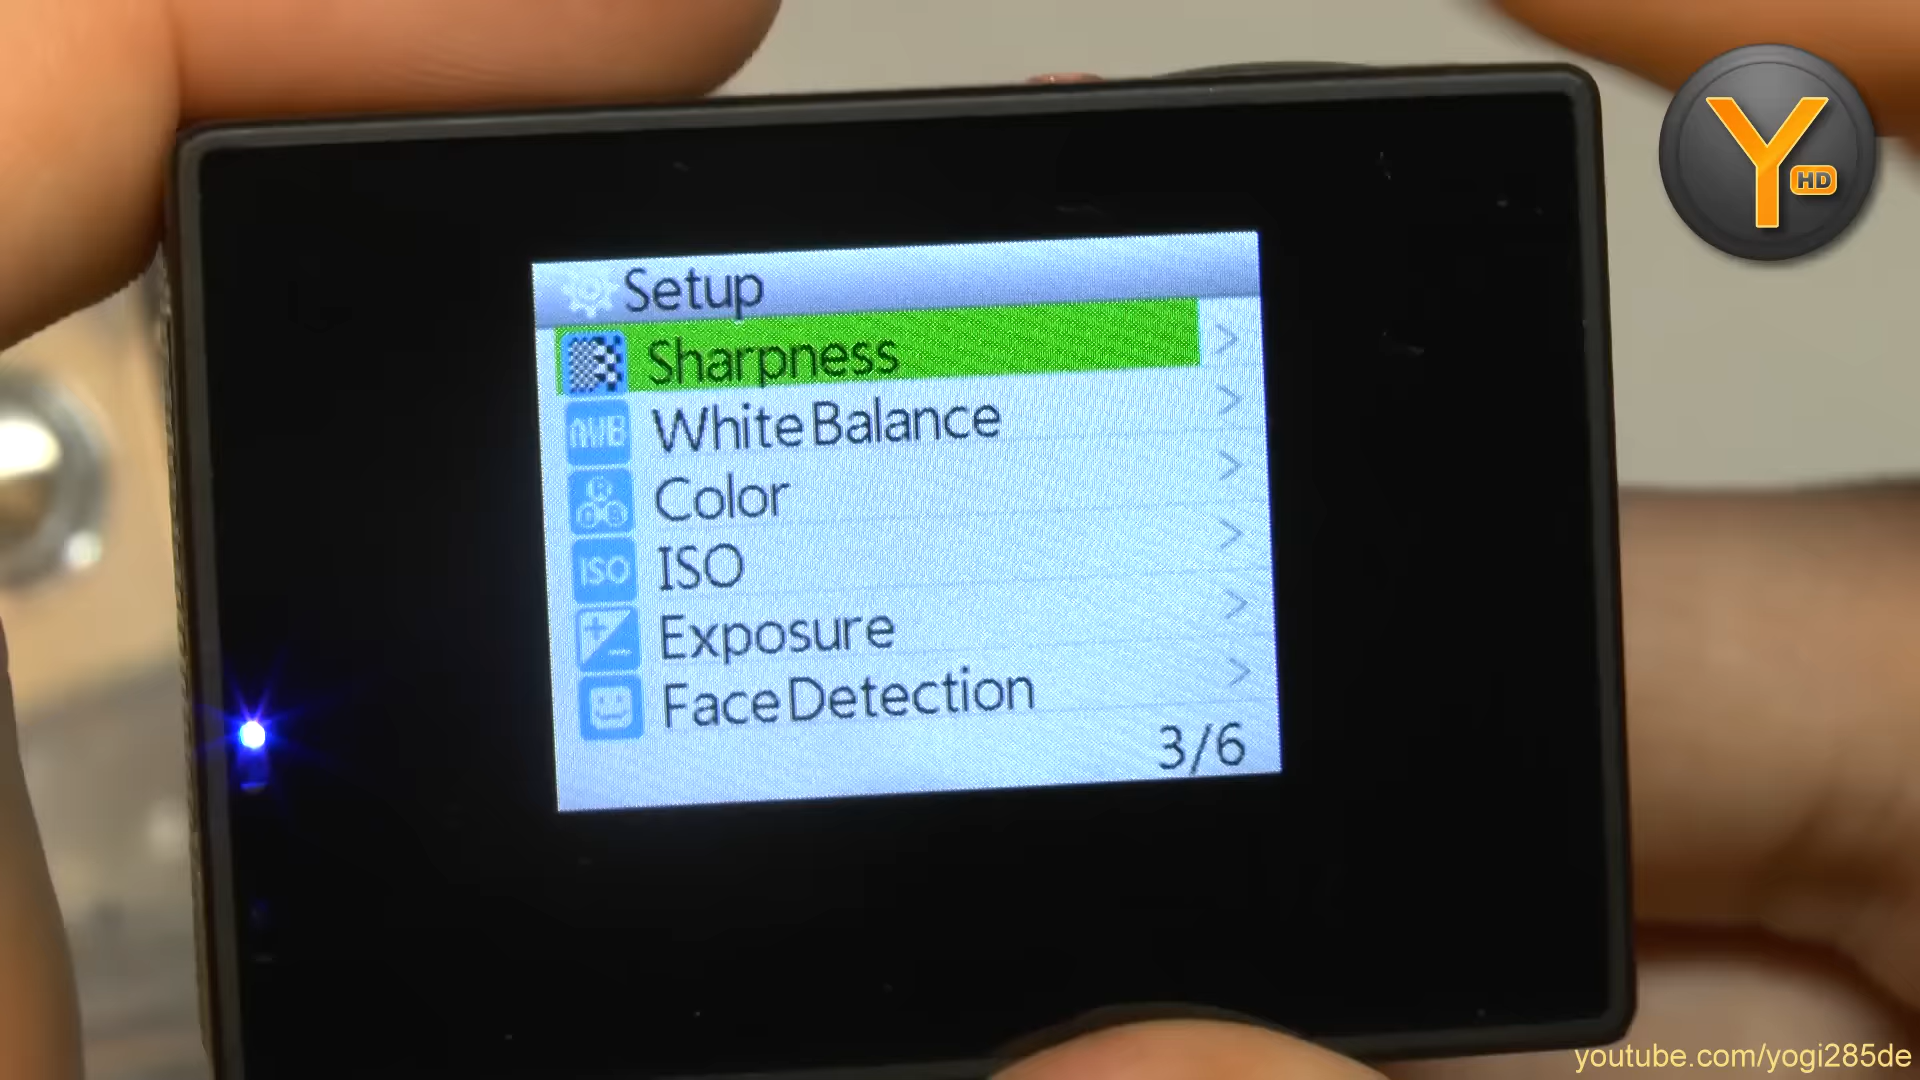 Y HD
Setup
Sharpness >
AWB White Balance >
Color >
ISO ISO >
Exposure >
Face Detection >
3/6
youtube.com/yogi285de